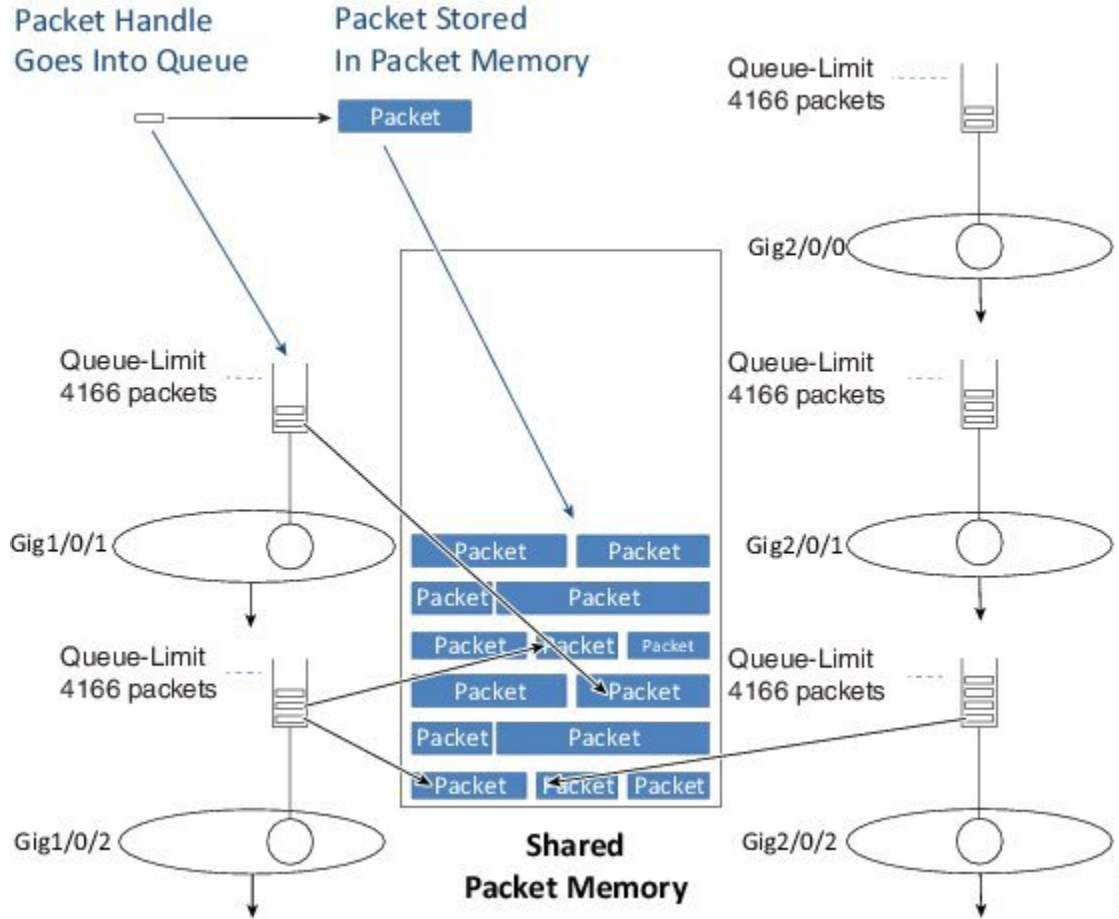 Packet Handle
Goes Into Queue
Packet Stored
In Packet Memory
Packet
Queue-Limit
4166 packets
Gig2/0/0
Queue-Limit
4166 packets
Gig1/0/1
Queue-Limit
4166 packets
Gig2/0/1
Packet Packet
Packet Packet
Packet Packet Packet
Packet Packet
Packet Packet
Packet Packet Packet
Queue-Limit
4166 packets
Gig1/0/2
Queue-Limit
4166 packets
Gig2/0/2
Shared
Packet Memory